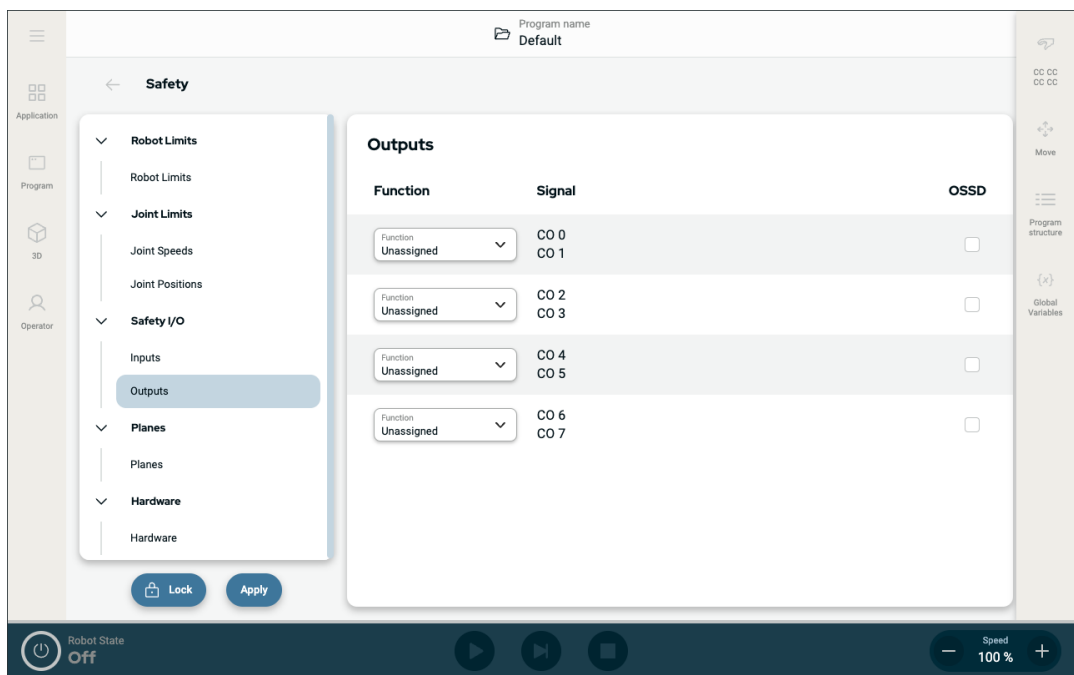 Program name
Default
Application
Program
3D
Operator
Safety
Robot Limits
Robot Limits
Joint Limits
Joint Speeds
Joint Positions
Safety I/O
Inputs
Outputs
Planes
Planes
Hardware
Hardware
Lock
Apply
Outputs
Function
Signal
OSSD
Function
Unassigned
CO 0
CO 1
Function
Unassigned
CO 2
CO 3
Function
Unassigned
CO 4
CO 5
Function
Unassigned
CO 6
CO 7
CC CC
CC CC
Move
Program
structure
{x}
Global
Variables
Robot State
Off
Speed
100 %